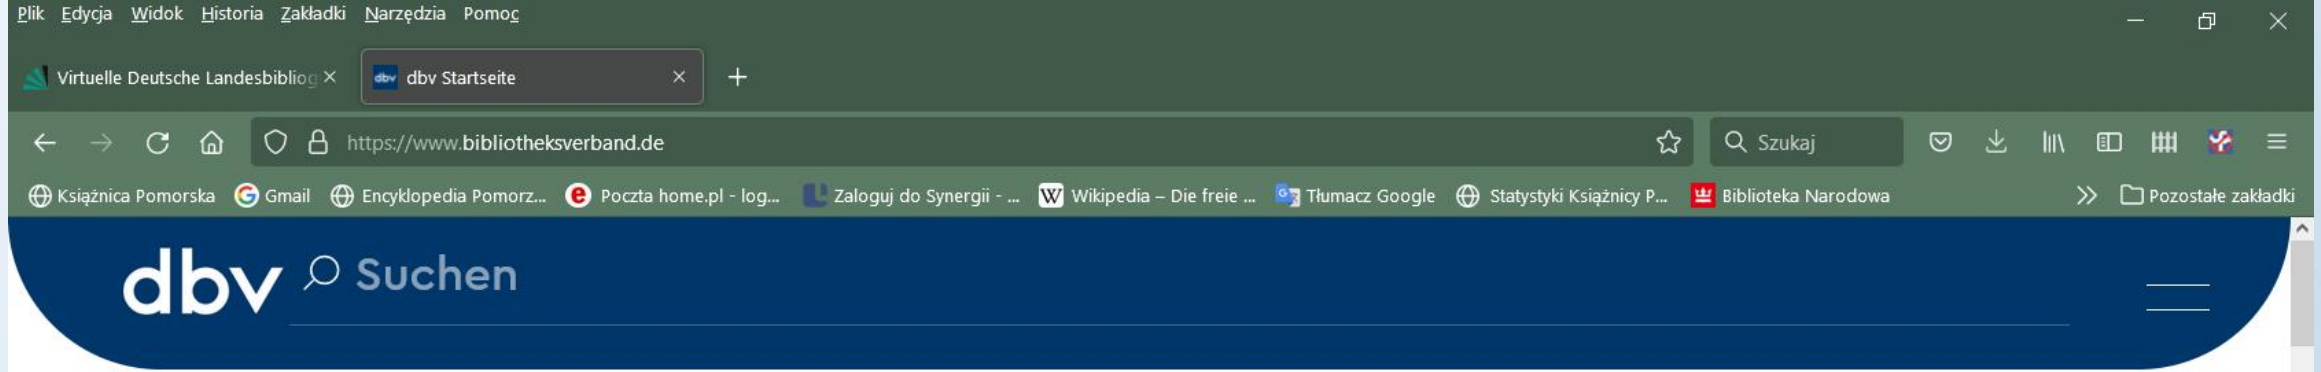 Plik Edycja Widok Historia Zakładki Narzędzia Pomoc
Virtuelle Deutsche Landesbibliog dbv dbv Startseite
https://www.bibliotheksverband.de Szukaj
Książnica Pomorska G Gmail Encyklopedia Pomorz... e Poczta home.pl - log... Zaloguj do Synergii - ... W Wikipedia – Die freie ... G Tłumacz Google Statystyki Książnicy P... Biblioteka Narodowa Pozostałe zakładki
dbv Suchen